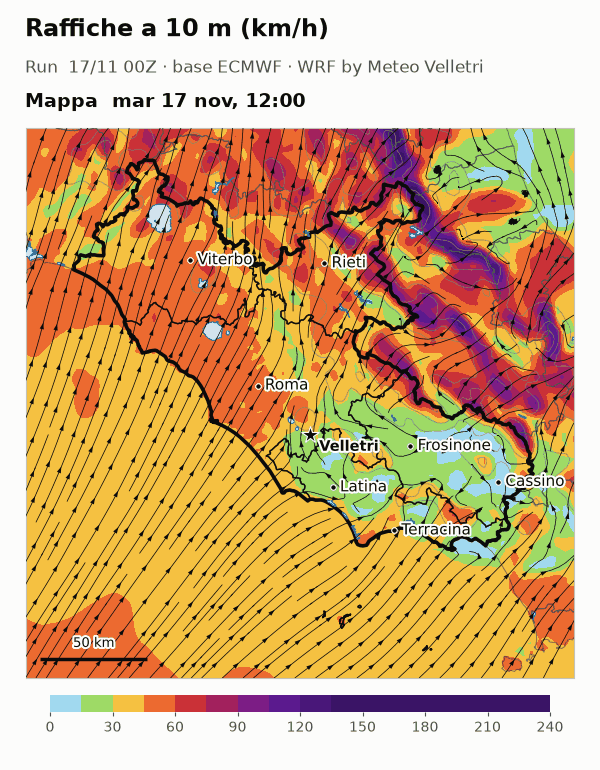 Raffiche a 10 m (km/h)
Run  17/11 00Z · base ECMWF · WRF by Meteo Velletri
Mappa  mar 17 nov, 12:00
Viterbo
Rieti
Roma
Velletri
Frosinone
Cassino
Latina
Terracina
50 km
0 30 60 90 120 150 180 210 240